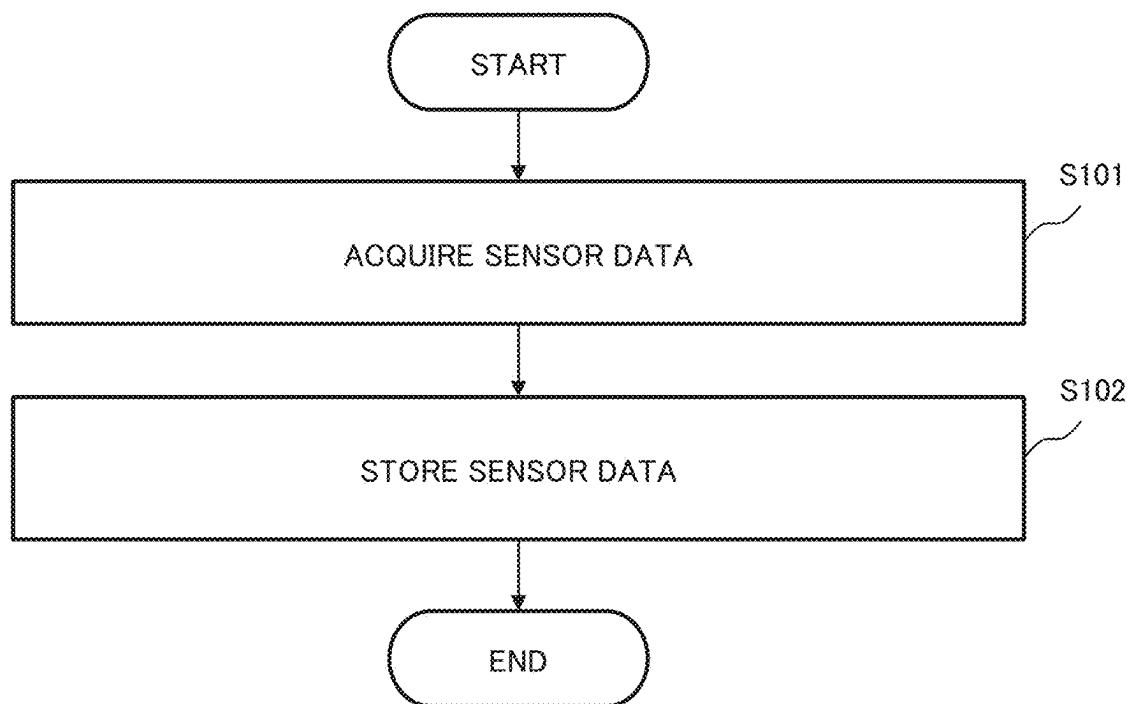 START
S101
ACQUIRE SENSOR DATA
S102
STORE SENSOR DATA
END